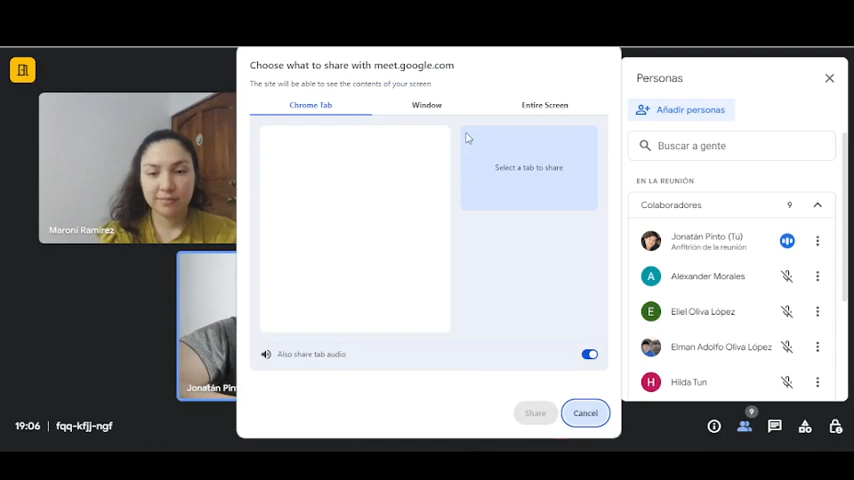 Choose what to share with meet.google.com
The site will be able to see the contents of your screen
Chrome Tab
Window
Entire Screen
Select a tab to share
Also share tab audio
Share
Cancel
Maroni Ramirez
Jonatán Pin
19:06 | fqq-kfjj-ngf
Personas
Añadir personas
Buscar a gente
EN LA REUNIÓN
Colaboradores 9
Jonatán Pinto (Tú)
Anfitrión de la reunión
Alexander Morales
Eliel Oliva López
Elman Adolfo Oliva López
Hilda Tun
9